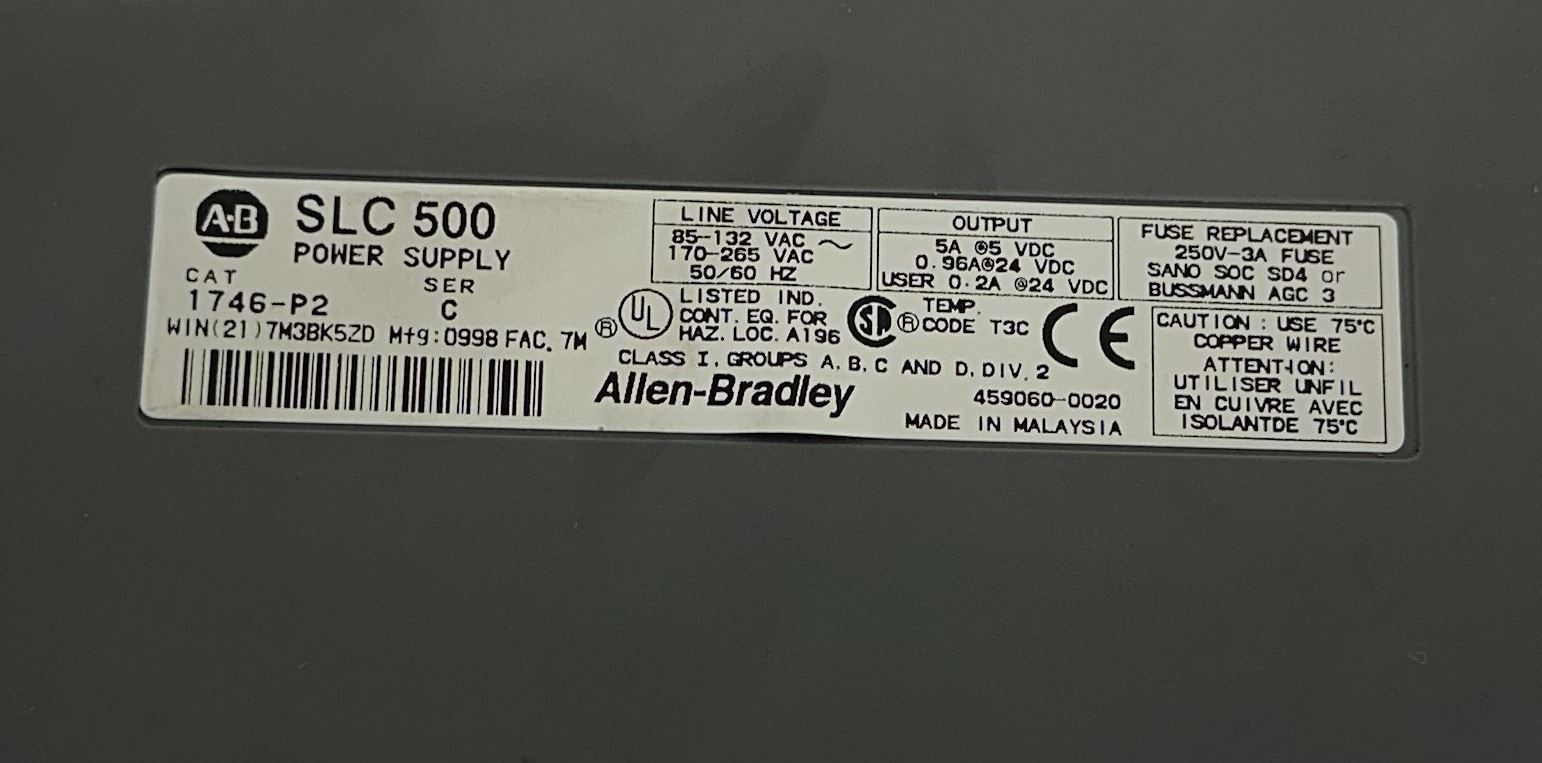 A-B
SLC 500
POWER SUPPLY
CAT SER
1746-P2 C
WIN(21)7M3BK5ZD Mfg:0998 FAC. 7M
LINE VOLTAGE
85-132 VAC ~
170-265 VAC
50/60 HZ
OUTPUT
5A @5 VDC
0.96A@24 VDC
USER 0.2A @24 VDC
FUSE REPLACEMENT
250V-3A FUSE
SANO SOC SD4 or
BUSSMANN AGC 3
® UL LISTED IND.
CONT. EQ. FOR
HAZ. LOC. A196
SA ® TEMP.
CODE T3C
CE
CLASS I, GROUPS A, B, C AND D, DIV. 2
Allen-Bradley
459060-0020
MADE IN MALAYSIA
CAUTION : USE 75°C
COPPER WIRE
ATTENTION:
UTILISER UNFIL
EN CUIVRE AVEC
ISOLANTDE 75°C